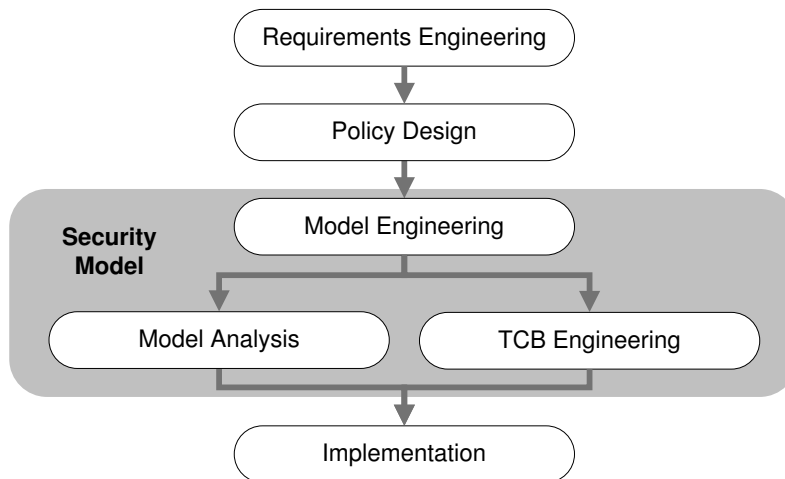 Requirements Engineering
Policy Design
Model Engineering
Security
Model
Model Analysis
TCB Engineering
Implementation